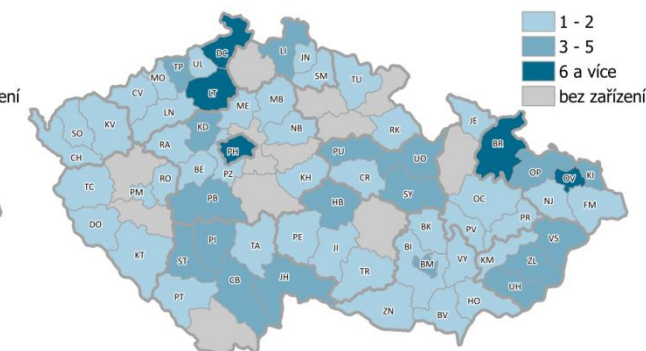 1 - 2
3 - 5
6 a více
bez zařízení
ení
DC
LI
JN
TP
UL
SM
MO
LT
TU
CV
ME
MB
LN
KD
NB
RK
JE
SO
KV
RA
PH
BR
CH
BE
PZ
PU
UO
OP
OV
KI
TC
PM
RO
KH
CR
SY
OC
NJ
FM
PB
HB
PR
DO
BK
PV
VS
KT
ST
PI
TA
PE
JI
BI
BM
VY
KM
ZL
CB
JH
TR
UH
PT
ZN
BV
HO